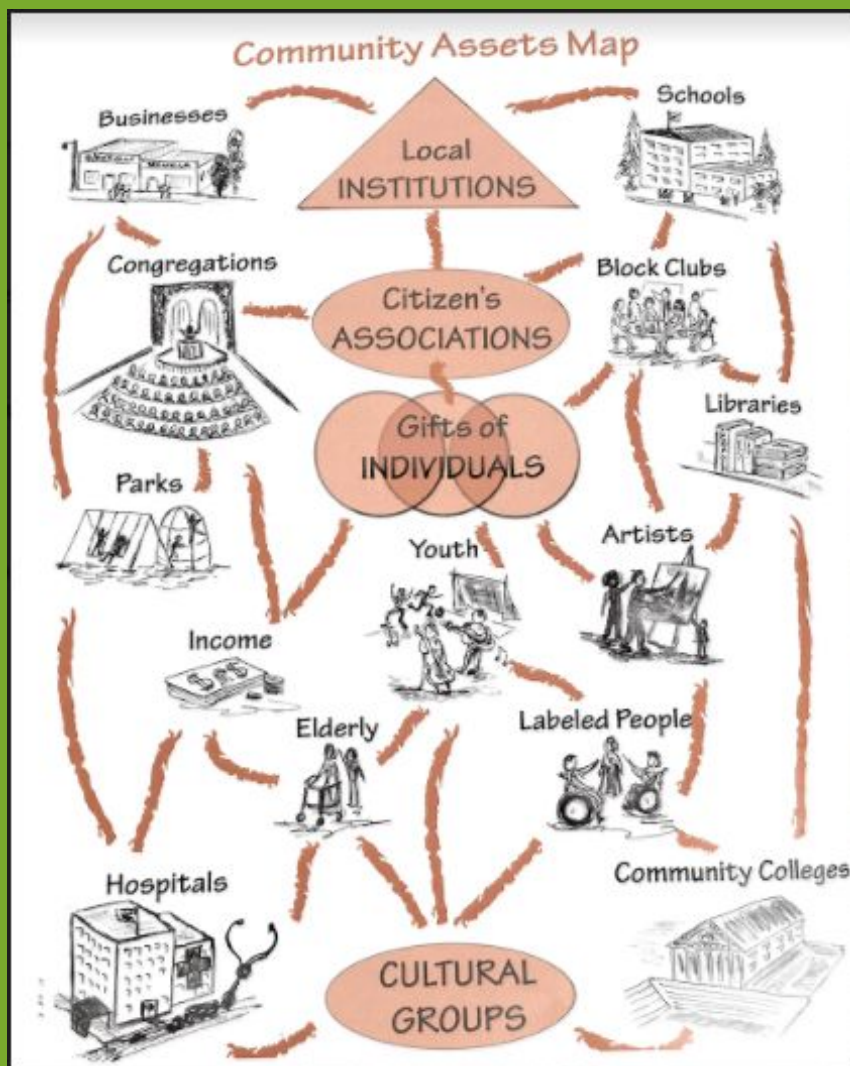 Community Assets Map
Businesses
Schools
Local
INSTITUTIONS
Congregations
Block Clubs
Citizen's
ASSOCIATIONS
Libraries
Gifts of
INDIVIDUALS
Parks
Youth
Artists
Income
Elderly
Labeled People
Hospitals
Community Colleges
CULTURAL
GROUPS